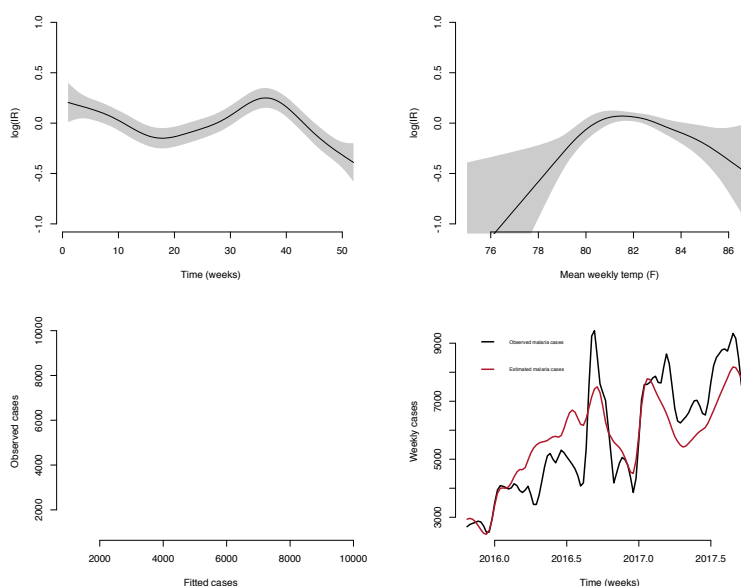 1.0
0.5
0.0
-0.5
-1.0
log(IR)
0 10 20 30 40 50
Time (weeks)
1.0
0.5
0.0
-0.5
-1.0
log(IR)
76 78 80 82 84 86
Mean weekly temp (F)
10000
8000
6000
4000
2000
Observed cases
2000 4000 6000 8000 10000
Fitted cases
9000
7000
5000
3000
Weekly cases
Observed malaria cases
Estimated malaria cases
2016.0 2016.5 2017.0 2017.5
Time (weeks)